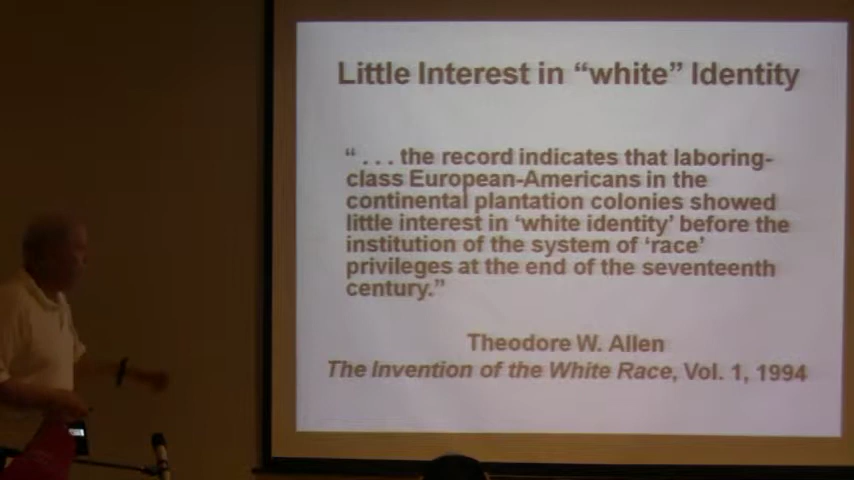 Little Interest in “white” Identity
“ . . . the record indicates that laboring-
class European-Americans in the
continental plantation colonies showed
little interest in ‘white identity’ before the
institution of the system of ‘race’
privileges at the end of the seventeenth
century.”
Theodore W. Allen
The Invention of the White Race, Vol. 1, 1994